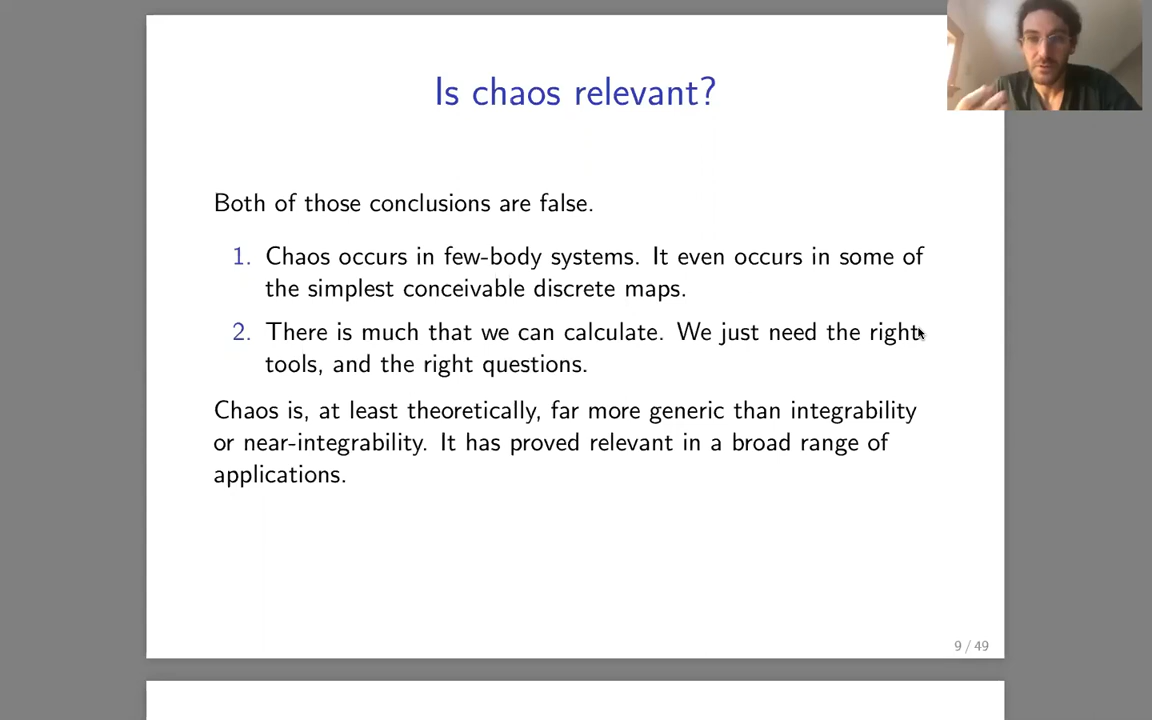 Is chaos relevant?
Both of those conclusions are false.
1. Chaos occurs in few-body systems. It even occurs in some of
the simplest conceivable discrete maps.
2. There is much that we can calculate. We just need the right
tools, and the right questions.
Chaos is, at least theoretically, far more generic than integrability
or near-integrability. It has proved relevant in a broad range of
applications.
9 / 49